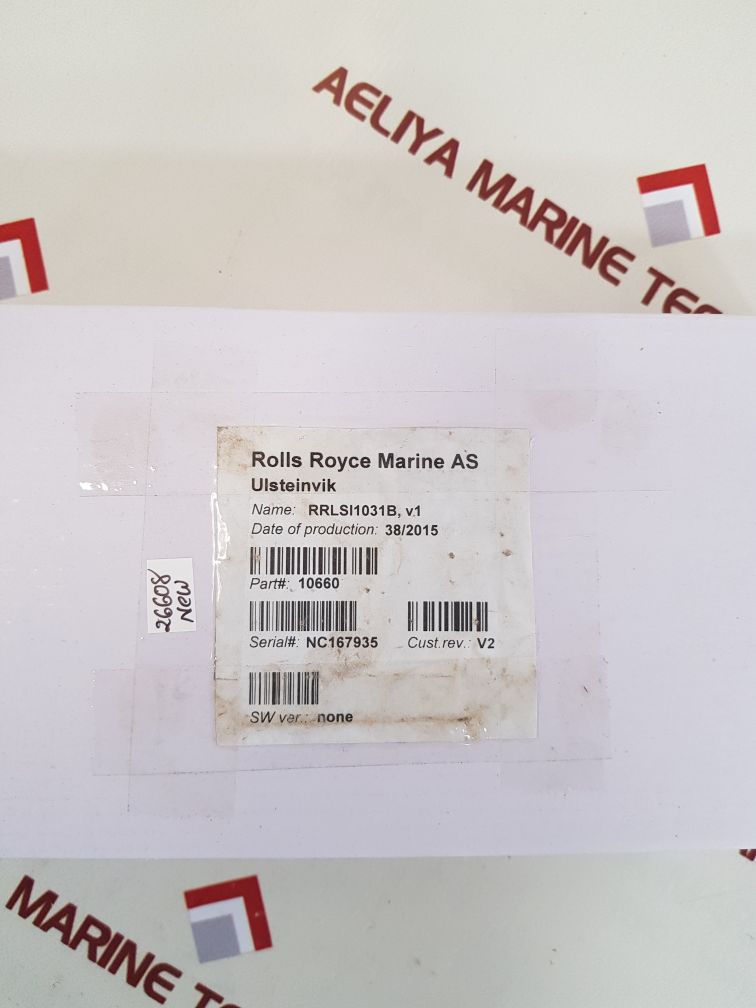 AELIYA MARINE TEC
Rolls Royce Marine AS
Ulsteinvik
Name: RRLSI1031B, v.1
Date of production: 38/2015
Part#: 10660
Serial#: NC167935 Cust.rev.: V2
SW ver.: none
26608
NEW
MARINE TE